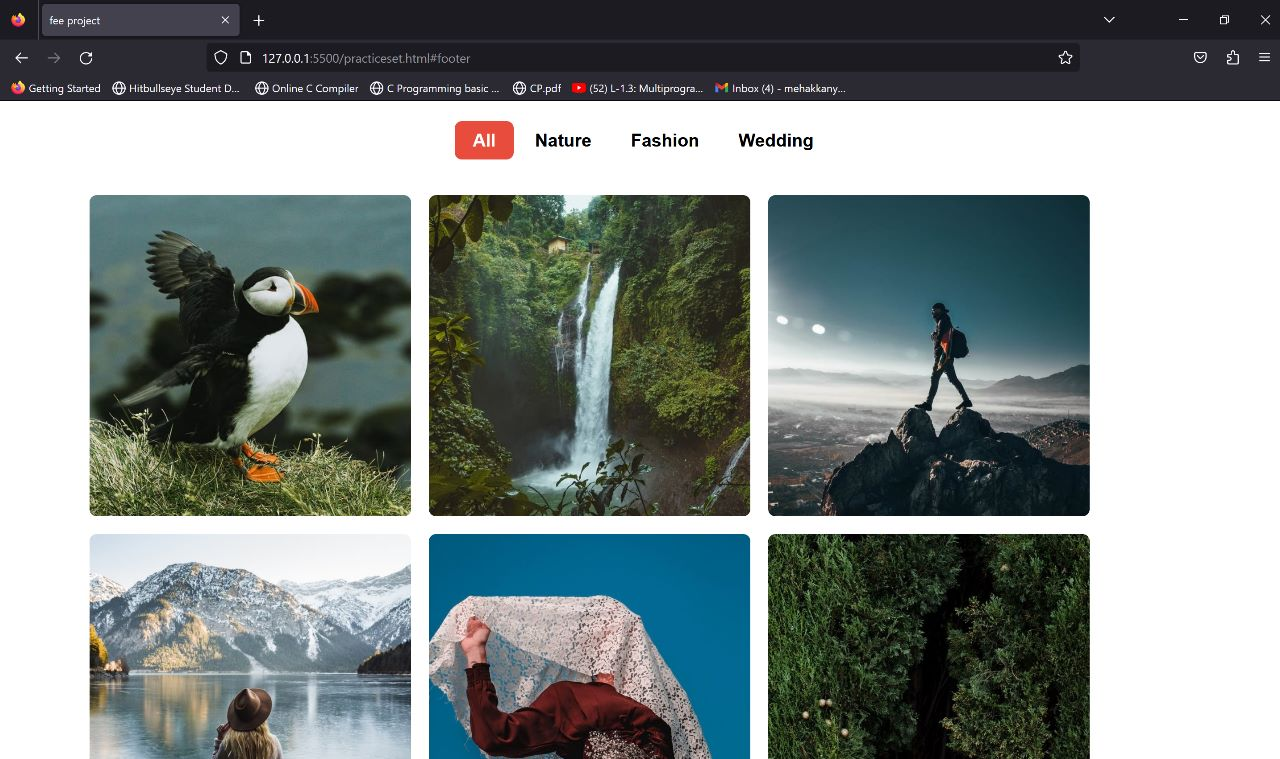 fee project
127.0.0.1:5500/practiceset.html#footer
Getting Started Hitbullseye Student D... Online C Compiler C Programming basic ... CP.pdf (52) L-1.3: Multiprogra... Inbox (4) - mehakkany...
All Nature Fashion Wedding